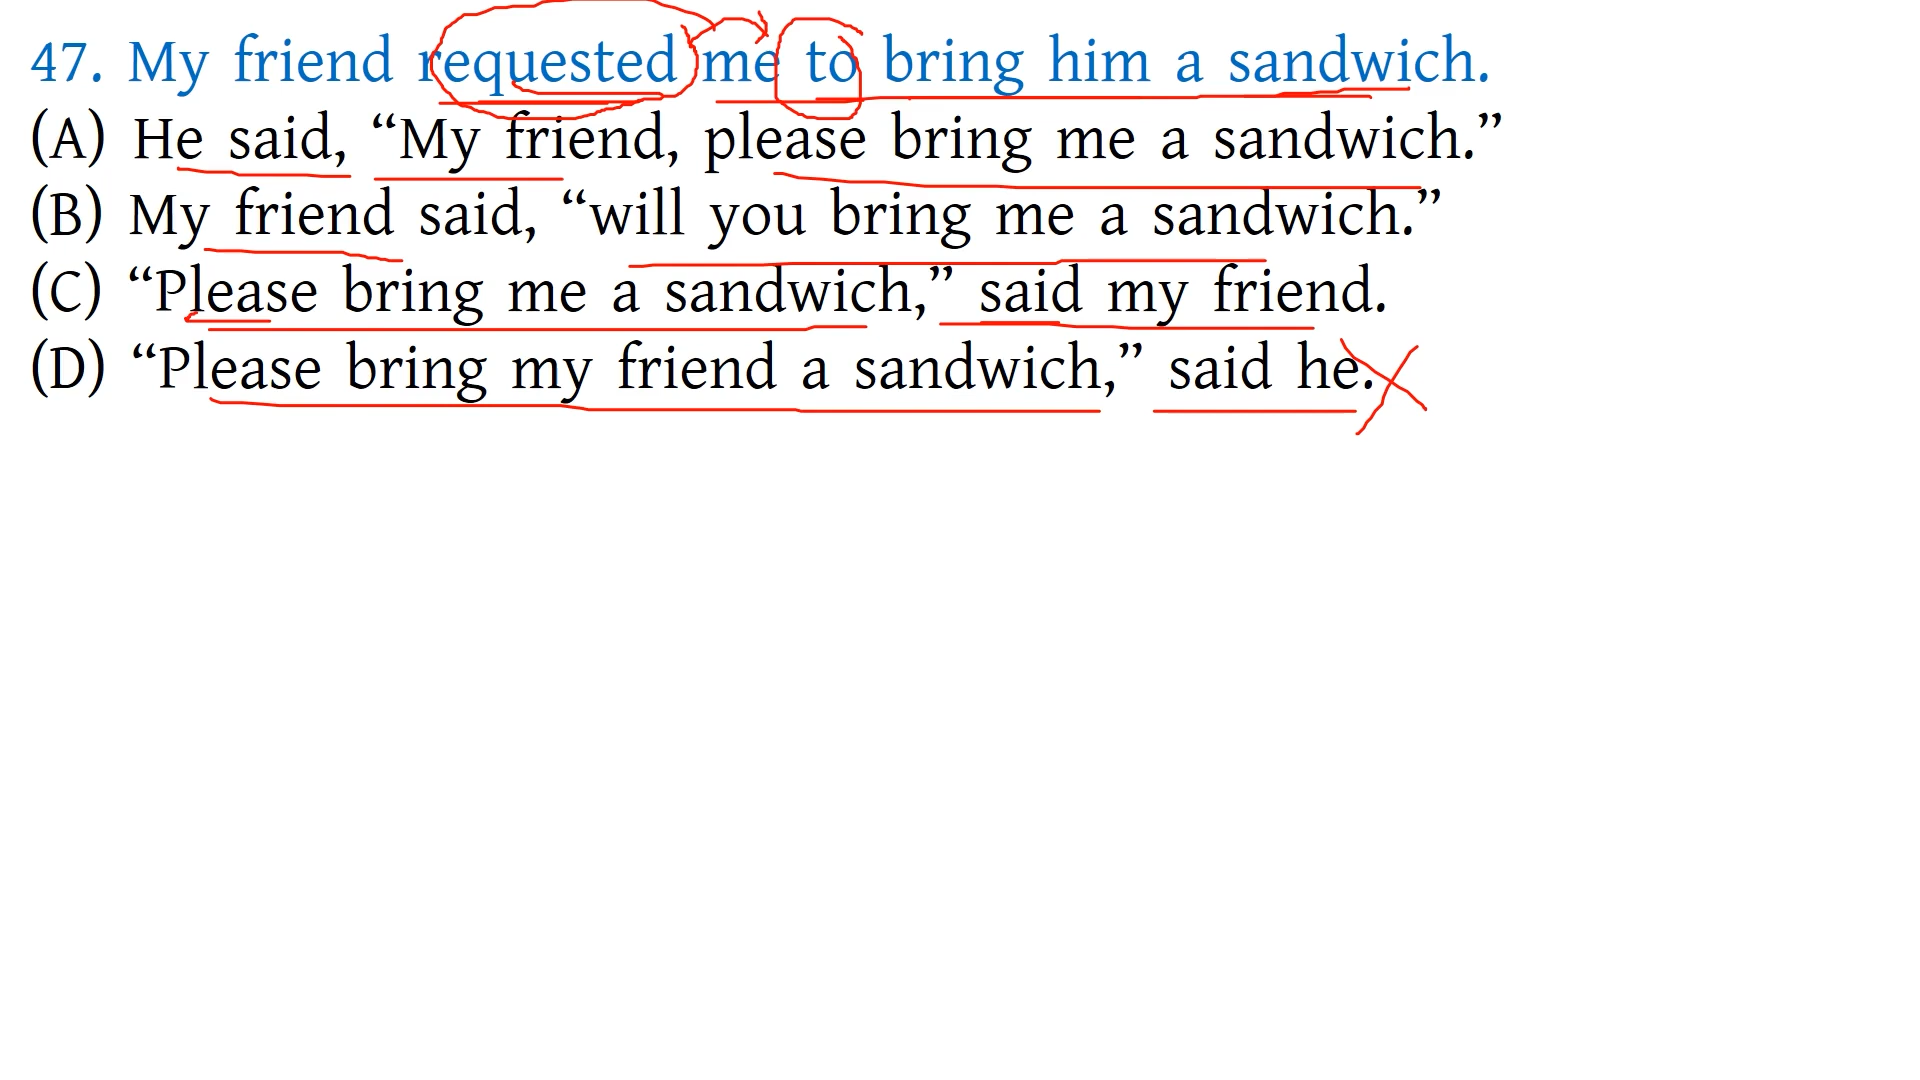 47. My friend requested me to bring him a sandwich.
(A) He said, “My friend, please bring me a sandwich.”
(B) My friend said, “will you bring me a sandwich.”
(C) “Please bring me a sandwich,” said my friend.
(D) “Please bring my friend a sandwich,” said he.